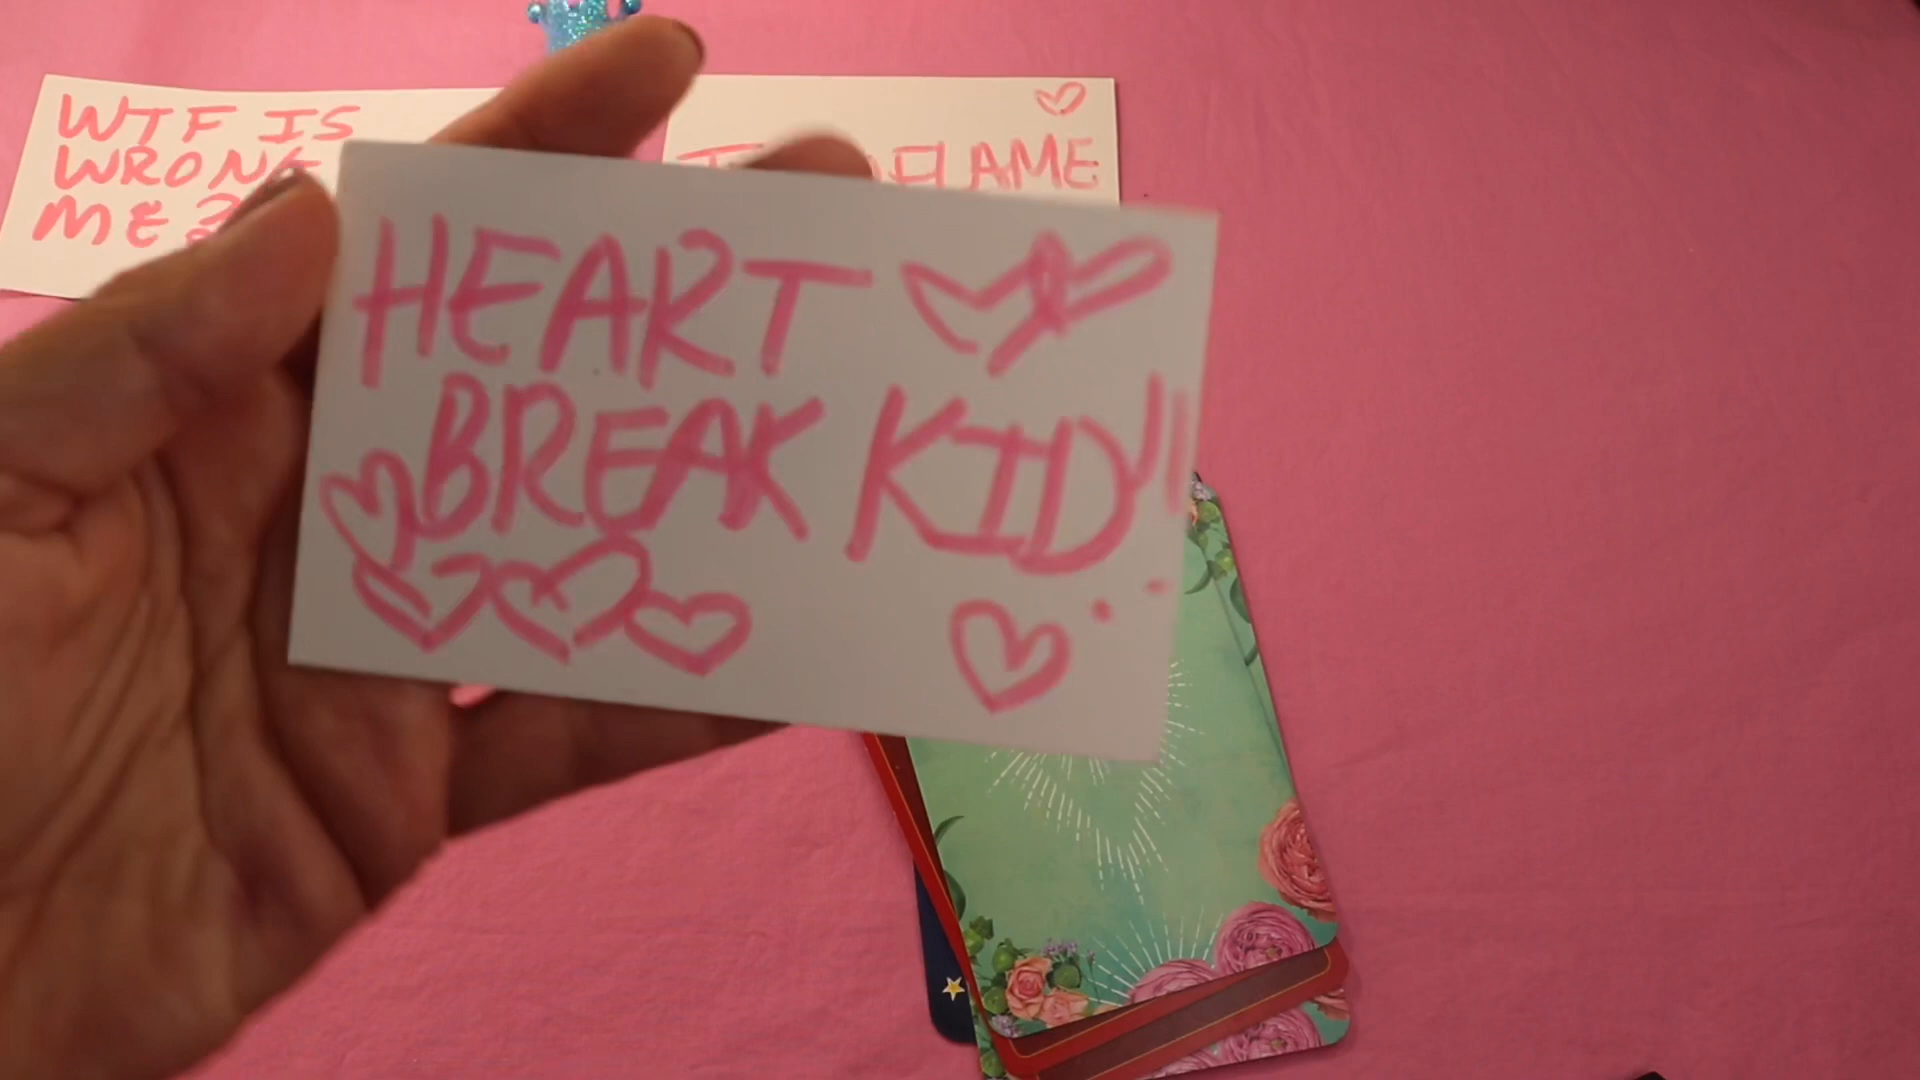 WTF IS
WRONG
ME?
FLAME
HEART
BREAK KID!!